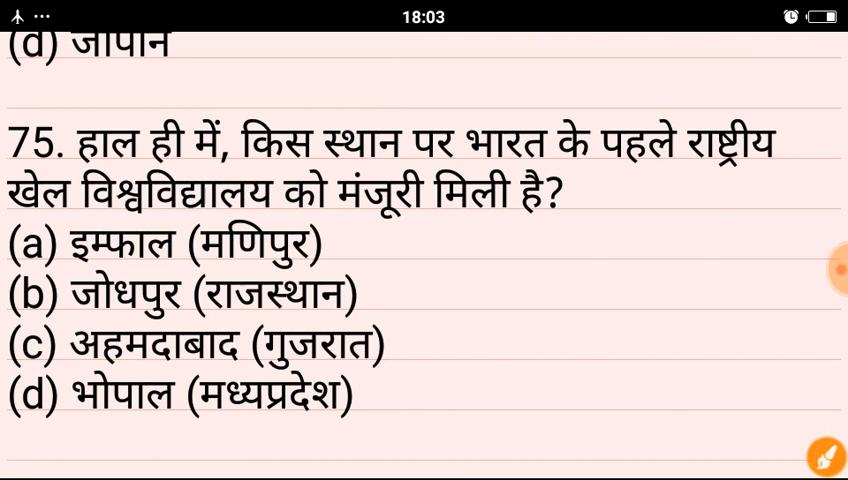 18:03
(d) जापान
75. हाल ही में, किस स्थान पर भारत के पहले राष्ट्रीय
खेल विश्वविद्यालय को मंजूरी मिली है?
(a) इम्फाल (मणिपुर)
(b) जोधपुर (राजस्थान)
(c) अहमदाबाद (गुजरात)
(d) भोपाल (मध्यप्रदेश)